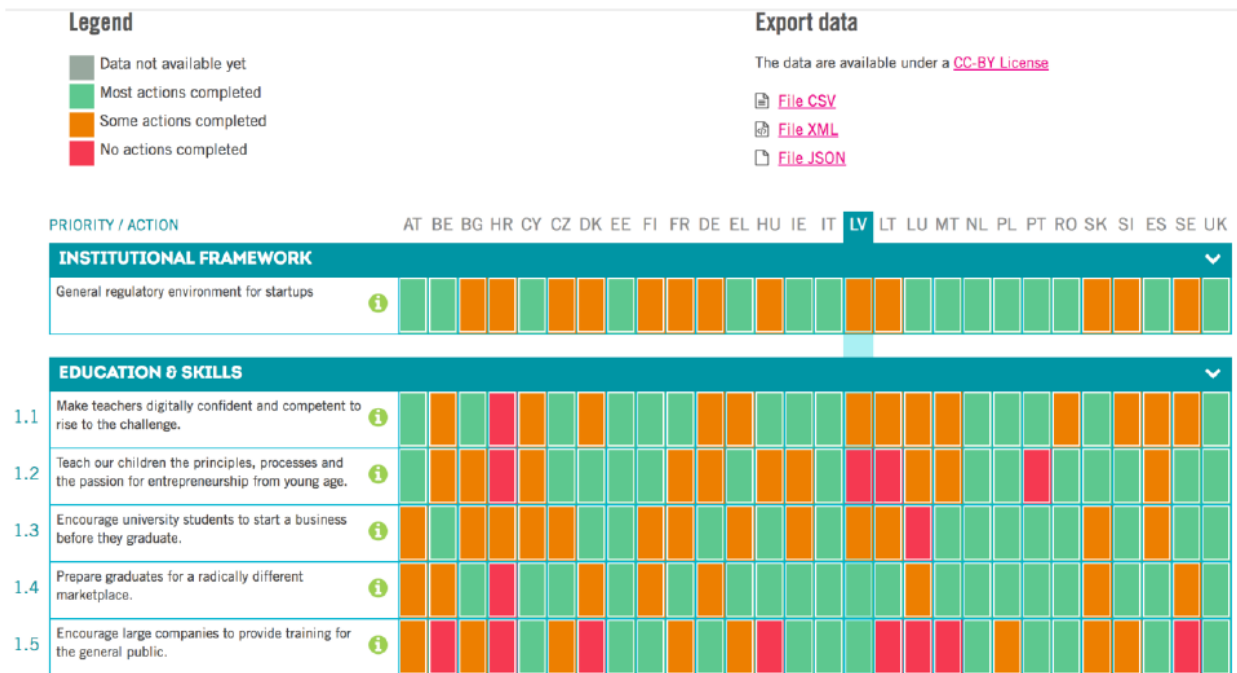 Legend
Data not available yet
Most actions completed
Some actions completed
No actions completed
Export data
The data are available under a CC-BY License
File CSV
File XML
File JSON
PRIORITY / ACTION AT BE BG HR CY CZ DK EE FI FR DE EL HU IE IT LV LT LU MT NL PL PT RO SK SI ES SE UK
INSTITUTIONAL FRAMEWORK
General regulatory environment for startups
EDUCATION & SKILLS
1.1 Make teachers digitally confident and competent to
rise to the challenge.
1.2 Teach our children the principles, processes and
the passion for entrepreneurship from young age.
1.3 Encourage university students to start a business
before they graduate.
1.4 Prepare graduates for a radically different
marketplace.
1.5 Encourage large companies to provide training for
the general public.